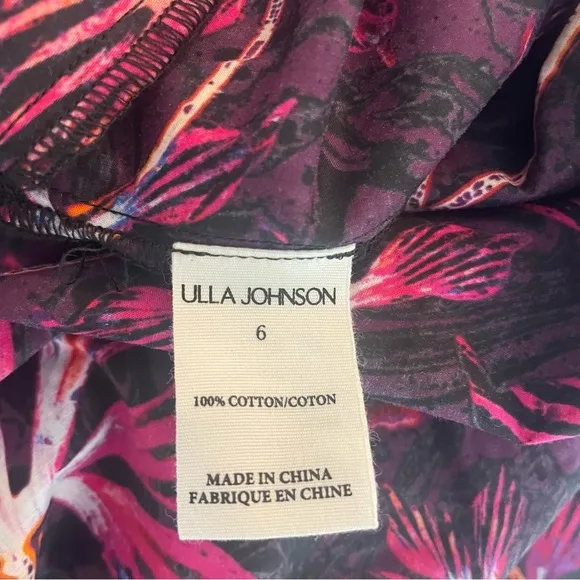 ULLA JOHNSON
6
100% COTTON/COTON
MADE IN CHINA
FABRIQUE EN CHINE